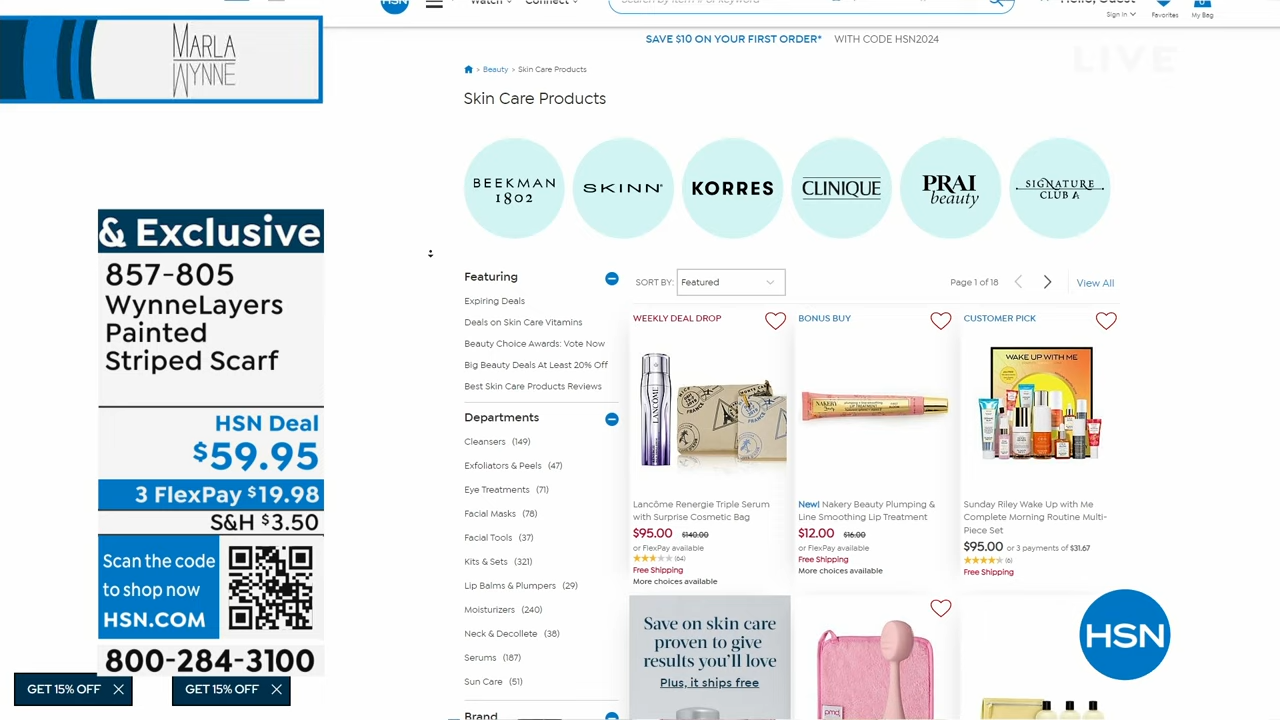 HSN
Watch
Connect
Search by item # or keyword
Hello, Guest
Sign in
Favorites
My Bag
0
MARLA
WYNNE
SAVE $10 ON YOUR FIRST ORDER* WITH CODE HSN2024
LIVE
> Beauty > Skin Care Products
Skin Care Products
BEEKMAN
1802
SKINN
KORRES
CLINIQUE
PRAI
beauty
SIGNATURE
CLUB A
& Exclusive
857-805
WynneLayers
Painted
Striped Scarf
HSN Deal
$59.95
3 FlexPay $19.98
S&H $3.50
Scan the code
to shop now
HSN.COM
800-284-3100
GET 15% OFF
GET 15% OFF
Featuring
Expiring Deals
Deals on Skin Care Vitamins
Beauty Choice Awards: Vote Now
Big Beauty Deals At Least 20% Off
Best Skin Care Products Reviews
Departments
Cleansers (149)
Exfoliators & Peels (47)
Eye Treatments (71)
Facial Masks (78)
Facial Tools (37)
Kits & Sets (321)
Lip Balms & Plumpers (29)
Moisturizers (240)
Neck & Decollete (38)
Serums (187)
Sun Care (51)
Brand
SORT BY: Featured
Page 1 of 18
View All
WEEKLY DEAL DROP
LANCÔME
Lancôme Renergie Triple Serum
with Surprise Cosmetic Bag
$95.00 $140.00
or FlexPay available
(64)
Free Shipping
More choices available
BONUS BUY
NAKERY
New! Nakery Beauty Plumping &
Line Smoothing Lip Treatment
$12.00 $16.00
or FlexPay available
Free Shipping
More choices available
CUSTOMER PICK
WAKE UP WITH ME
Sunday Riley Wake Up with Me
Complete Morning Routine Multi-
Piece Set
$95.00 or 3 payments of $31.67
(6)
Free Shipping
Save on skin care
proven to give
results you'll love
Plus, it ships free
pmd
HSN